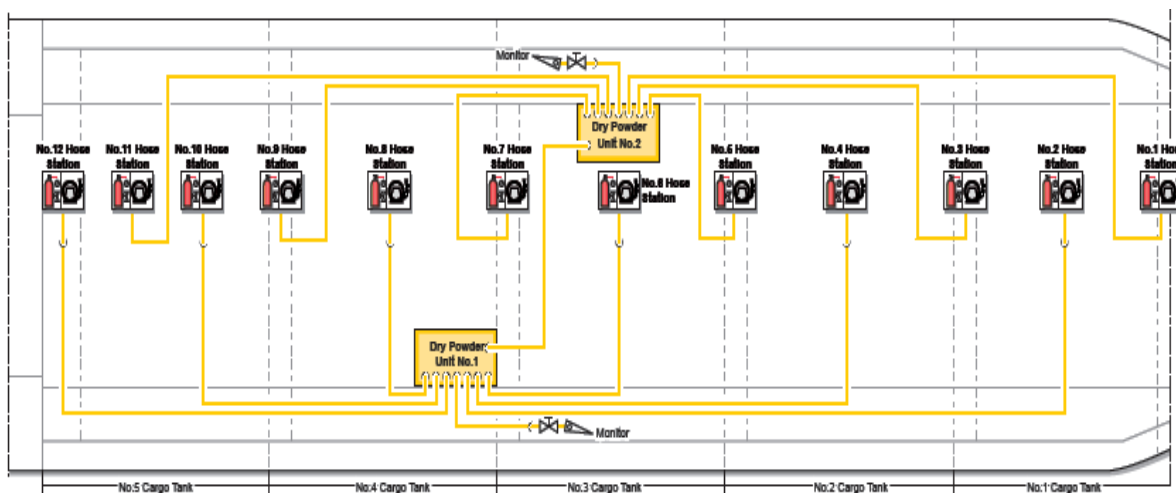 Monitor
Dry Powder
Unit No.2
No.12 Hose
Station
No.11 Hose
Station
No.10 Hose
Station
No.9 Hose
Station
No.8 Hose
Station
No.7 Hose
Station
No.6 Hose
Station
No.5 Hose
Station
No.4 Hose
Station
No.3 Hose
Station
No.2 Hose
Station
No.1 Hos
Station
Dry Powder
Unit No.1
Monitor
No.5 Cargo Tank
No.4 Cargo Tank
No.3 Cargo Tank
No.2 Cargo Tank
No.1 Cargo Tank